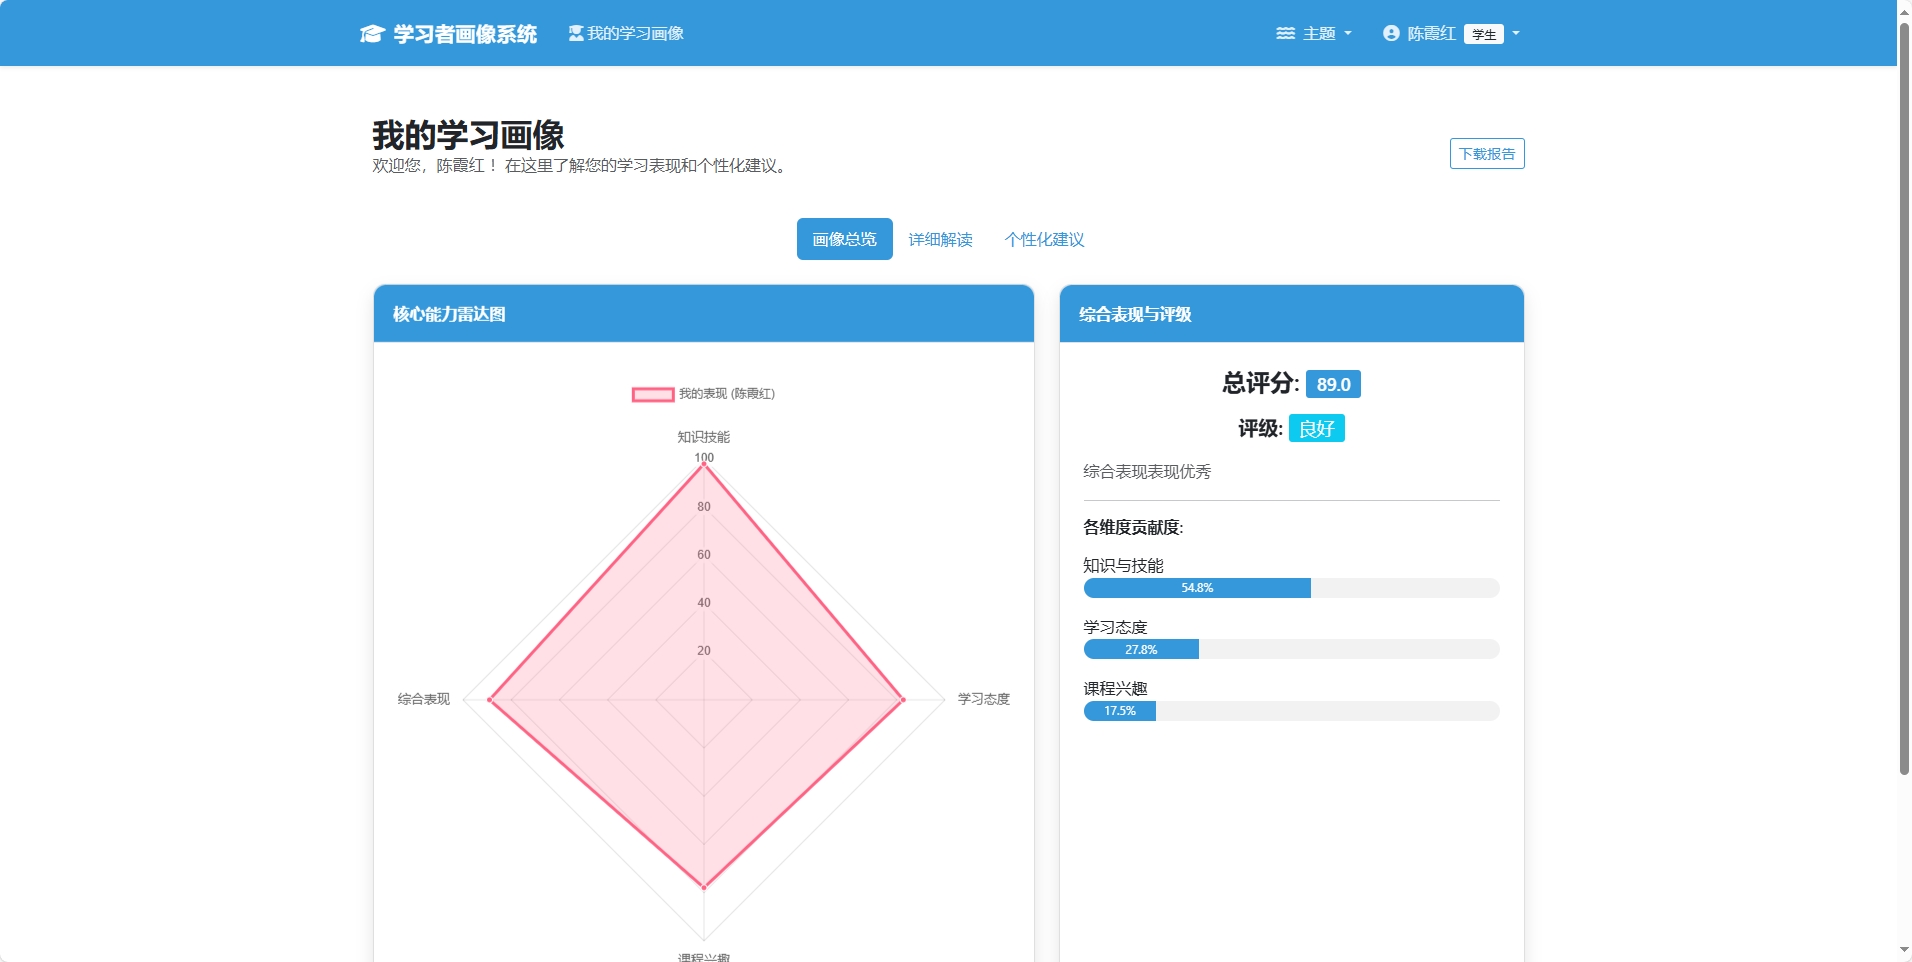 学习者画像系统
我的学习画像
主题
陈霞红 学生
我的学习画像
欢迎您，陈霞红！在这里了解您的学习表现和个性化建议。
下载报告
画像总览
详细解读
个性化建议
核心能力雷达图
我的表现 (陈霞红)
知识技能
100
80
60
40
20
综合表现
学习态度
课程兴趣
综合表现与评级
总评分: 89.0
评级: 良好
综合表现表现优秀
各维度贡献度:
知识与技能
54.8%
学习态度
27.8%
课程兴趣
17.5%